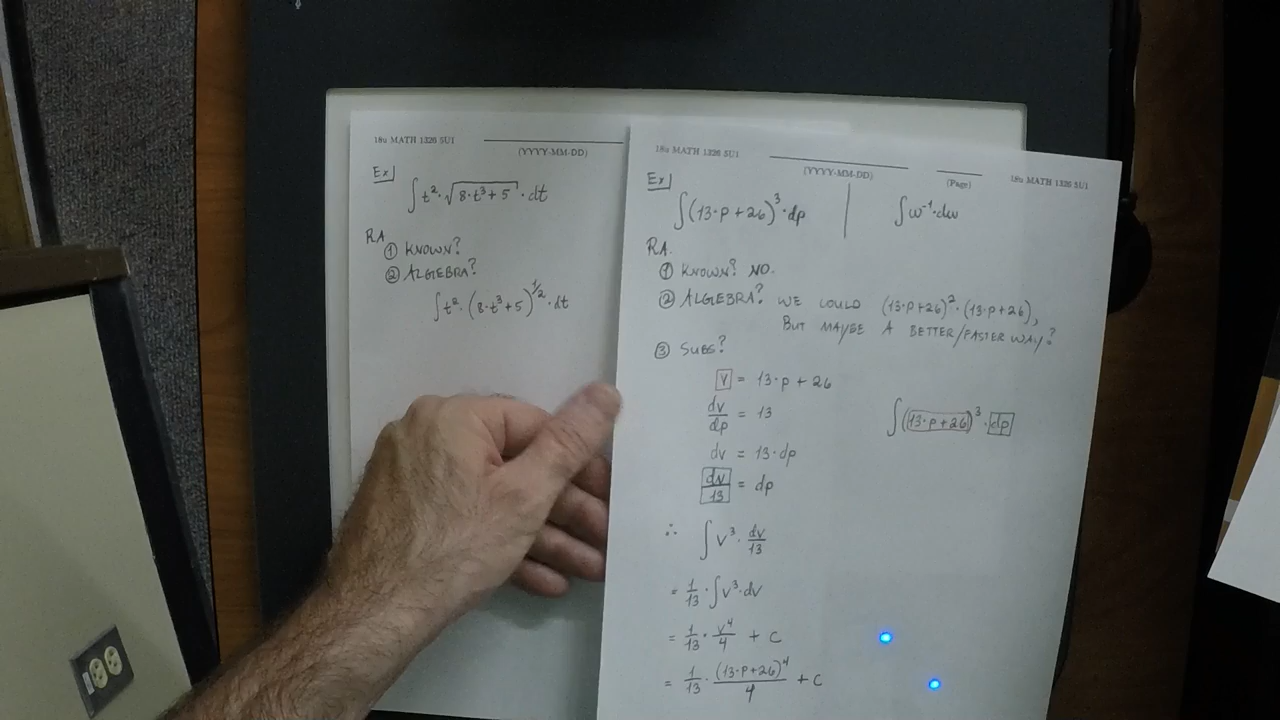 18u MATH 1326 5U1
(YYYY-MM-DD)
Ex
∫t²·√(8·t³+5)·dt
RA
① KNOWN?
② ALGEBRA?
∫t²·(8·t³+5)^1/2·dt
18u MATH 1326 5U1
(YYYY-MM-DD)
(Page)
18u MATH 1326 5U1
Ex
∫(13·p+26)³·dp
∫ω⁻¹·dω
RA.
① KNOWN? NO.
② ALGEBRA? WE COULD (13·p+26)²·(13·p+26),
BUT MAYBE A BETTER/FASTER WAY?
③ SUBS?
v = 13·p + 26
dv/dp = 13
∫(13·p+26)³·dp
dv = 13·dp
dv/13 = dp
∴ ∫v³·dv/13
= 1/13·∫v³·dv
= 1/13·v⁴/4 + C
= 1/13·(13·p+26)⁴/4 + C